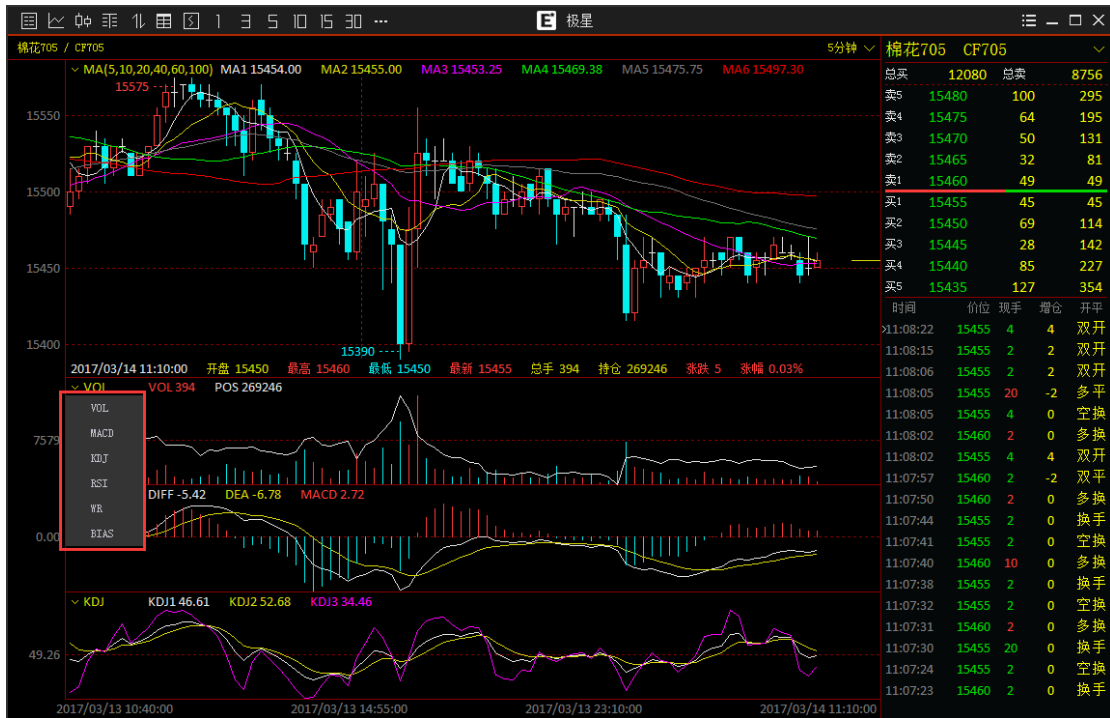 1 3 5 10 15 30 ··· E 极星
棉花705 / CF705 5分钟
MA(5,10,20,40,60,100) MA1 15454.00 MA2 15455.00 MA3 15453.25 MA4 15469.38 MA5 15475.75 MA6 15497.30
15575
15550
15500
15450
15400
15390
2017/03/14 11:10:00 开盘 15450 最高 15460 最低 15450 最新 15455 总手 394 持仓 269246 涨跌 5 涨幅 0.03%
VOL VOL 394 POS 269246
7579
VOL
MACD
KDJ
RSI
WR
BIAS
DIFF -5.42 DEA -6.78 MACD 2.72
0.00
KDJ KDJ1 46.61 KDJ2 52.68 KDJ3 34.46
49.26
2017/03/13 10:40:00 2017/03/13 14:55:00 2017/03/13 23:10:00 2017/03/14 11:10:00
棉花705 CF705
总买 12080 总卖 8756
卖5 15480 100 295
卖4 15475 64 195
卖3 15470 50 131
卖2 15465 32 81
卖1 15460 49 49
买1 15455 45 45
买2 15450 69 114
买3 15445 28 142
买4 15440 85 227
买5 15435 127 354
时间 价位 现手 增仓 开平
11:08:22 15455 4 4 双开
11:08:15 15455 2 2 双开
11:08:06 15455 2 2 双开
11:08:05 15455 20 -2 多平
11:08:05 15455 4 0 空换
11:08:02 15460 2 0 多换
11:08:02 15455 4 4 双开
11:07:57 15460 2 -2 双平
11:07:50 15460 2 0 多换
11:07:44 15455 2 0 换手
11:07:41 15455 2 0 空换
11:07:40 15460 10 0 多换
11:07:38 15455 2 0 换手
11:07:32 15455 2 0 空换
11:07:31 15460 2 0 多换
11:07:30 15455 20 0 换手
11:07:24 15455 2 0 空换
11:07:23 15460 2 0 换手